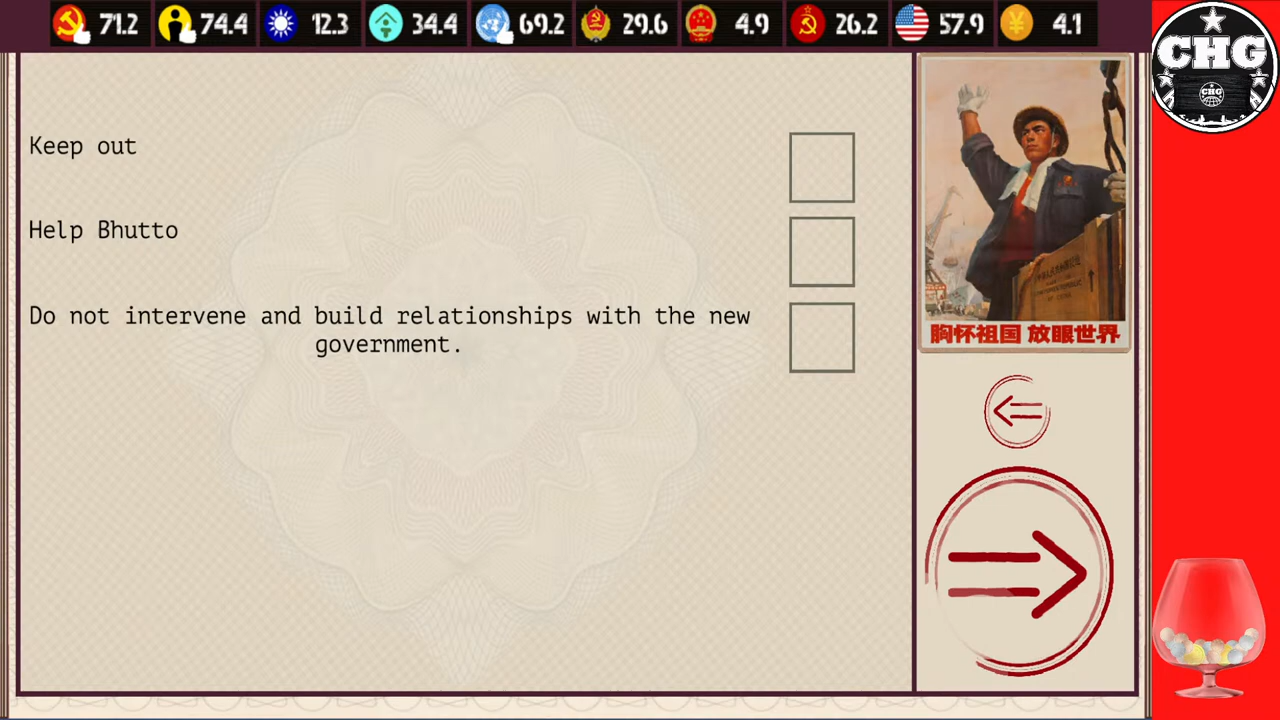 71.2 74.4 12.3 34.4 69.2 29.6 4.9 26.2 57.9 4.1
CHG
CHG
Keep out
Help Bhutto
Do not intervene and build relationships with the new
government.
胸怀祖国 放眼世界